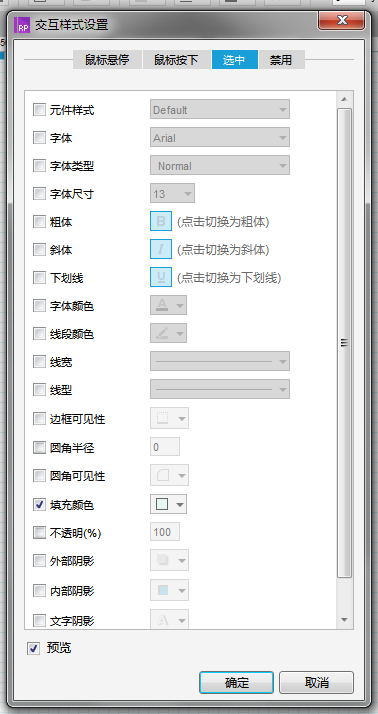 RP 交互样式设置
鼠标悬停 鼠标按下 选中 禁用
元件样式 Default
字体 Arial
字体类型 Normal
字体尺寸 13
粗体 B (点击切换为粗体)
斜体 I (点击切换为斜体)
下划线 U (点击切换为下划线)
字体颜色 A
线段颜色
线宽
线型
边框可见性
圆角半径 0
圆角可见性
填充颜色
不透明(%) 100
外部阴影
内部阴影
文字阴影 A
预览
确定 取消